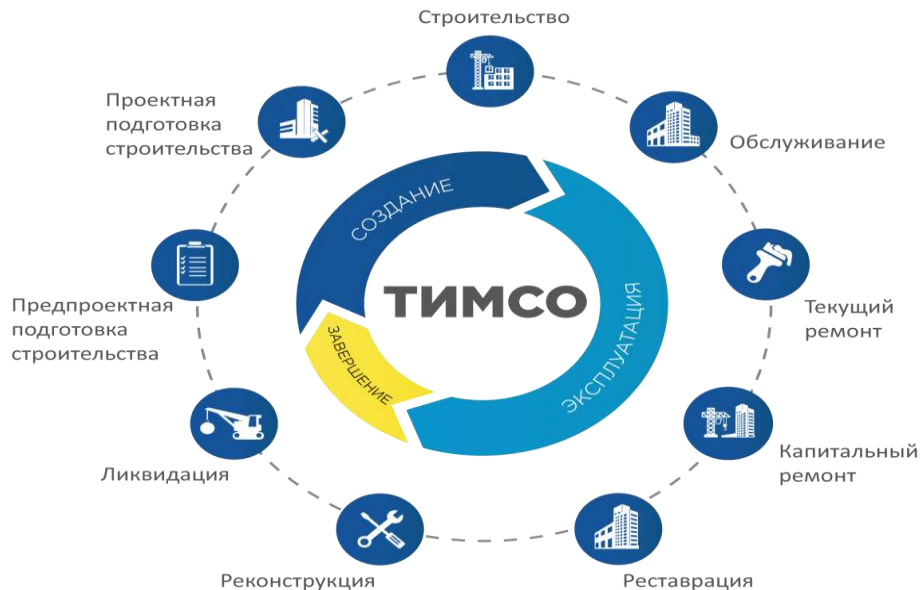 Строительство
Проектная
подготовка
строительства
Обслуживание
СОЗДАНИЕ
ТИМСО
ЭКСПЛУАТАЦИЯ
ЗАВЕРШЕНИЕ
Предпроектная
подготовка
строительства
Текущий
ремонт
Ликвидация
Капитальный
ремонт
Реконструкция
Реставрация